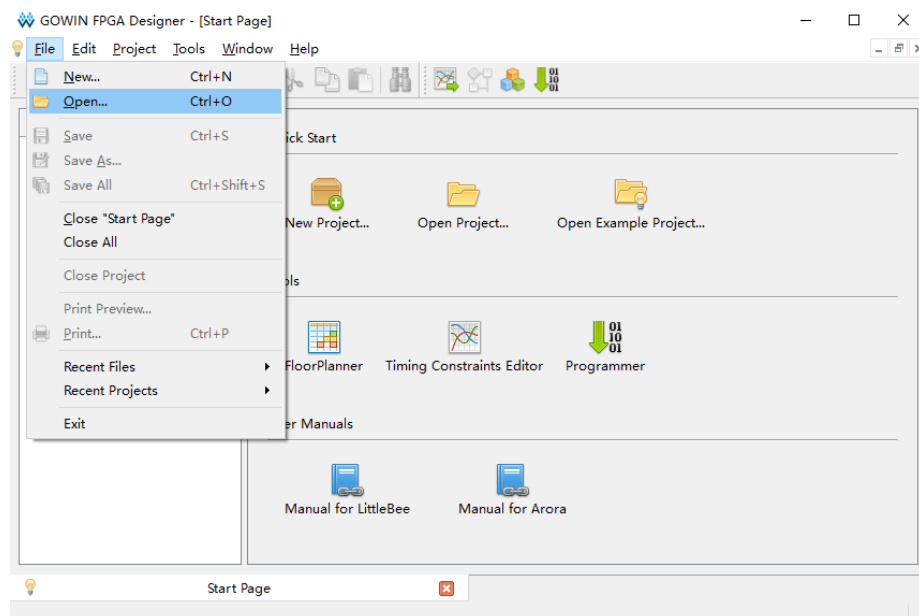 GOWIN FPGA Designer - [Start Page]
File Edit Project Tools Window Help
New... Ctrl+N
Open... Ctrl+O
Save Ctrl+S
Save As...
Save All Ctrl+Shift+S
Close "Start Page"
Close All
Close Project
Print Preview...
Print... Ctrl+P
Recent Files
Recent Projects
Exit
ick Start
New Project... Open Project... Open Example Project...
ols
FloorPlanner Timing Constraints Editor Programmer
er Manuals
Manual for LittleBee Manual for Arora
Start Page